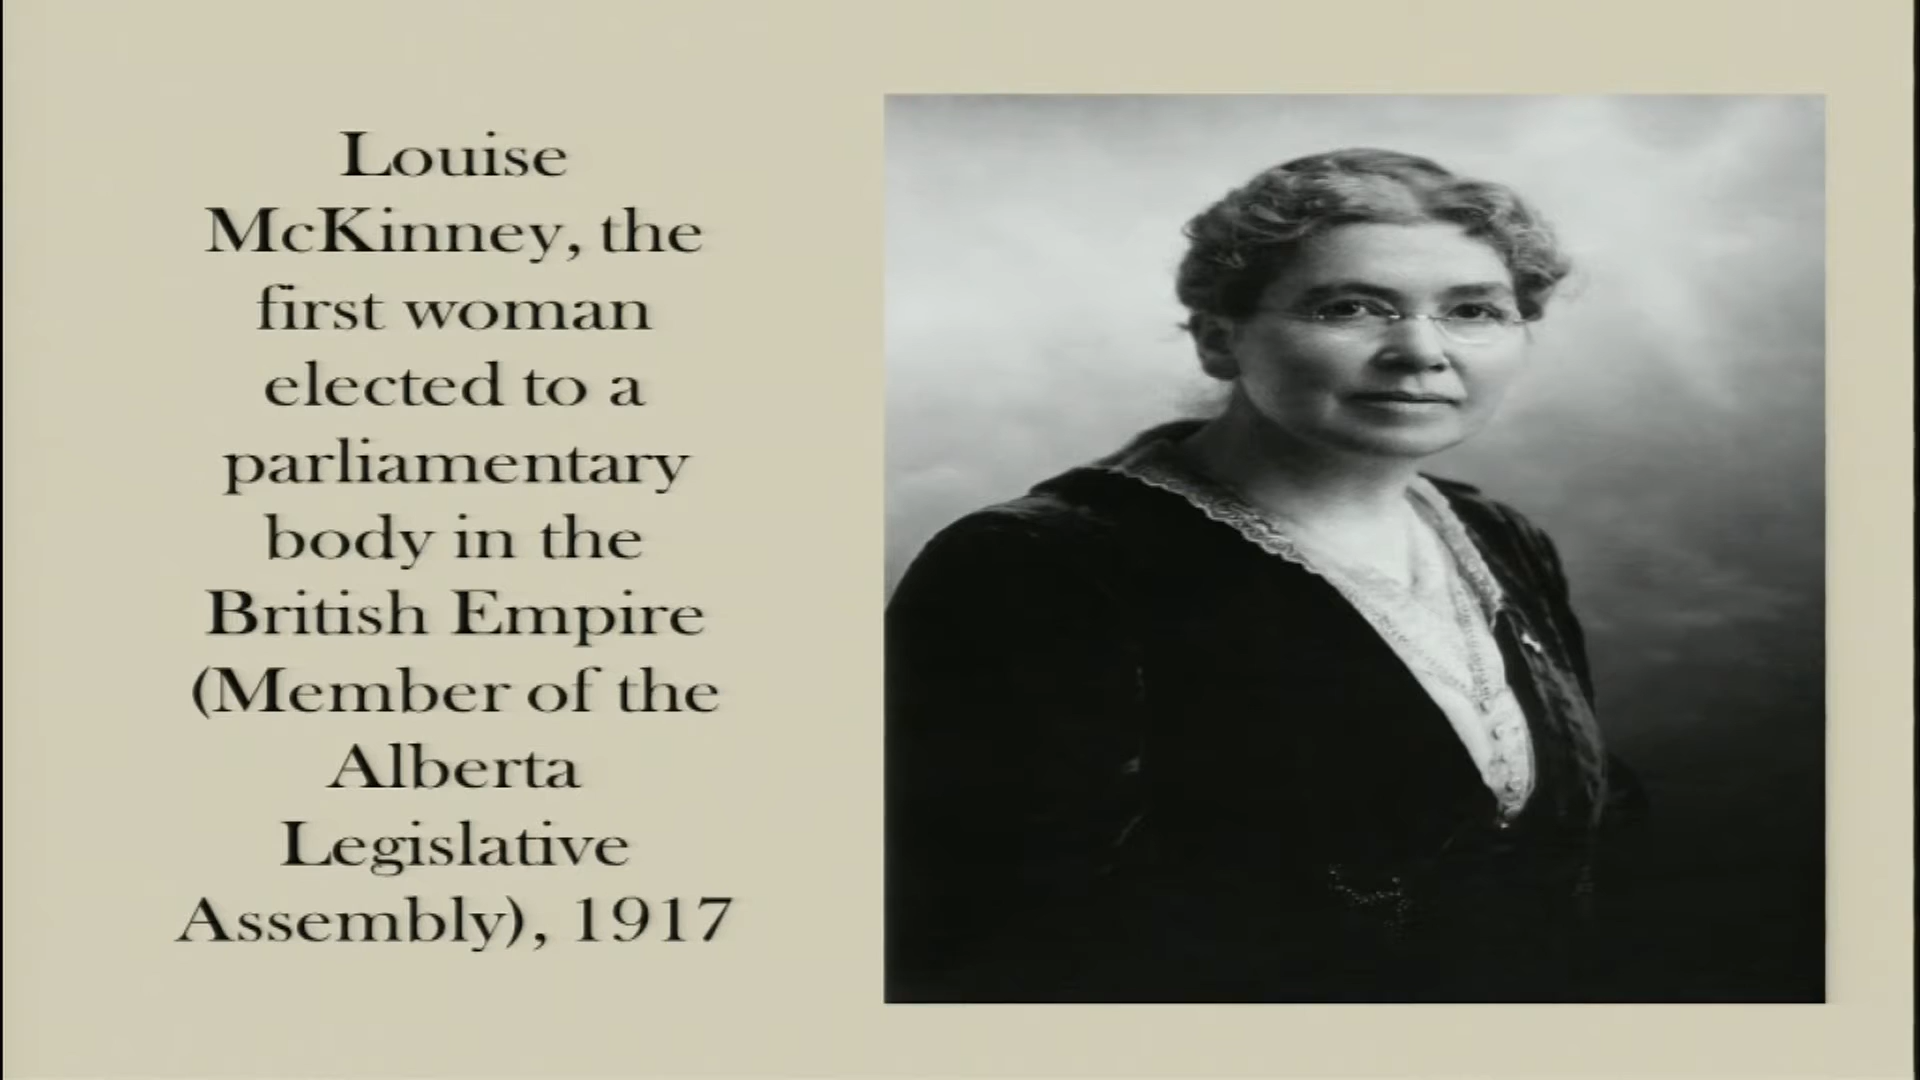 Louise
McKinney, the
first woman
elected to a
parliamentary
body in the
British Empire
(Member of the
Alberta
Legislative
Assembly), 1917